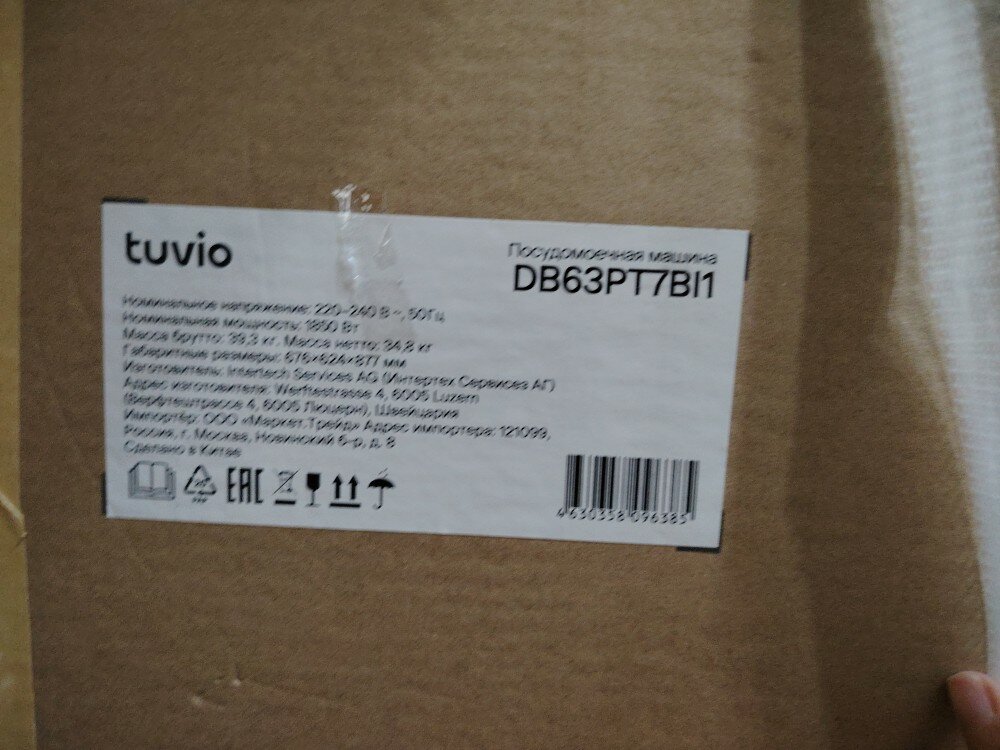 tuvio
Посудомоечная машина
DB63PT7BI1
Номинальное напряжение: 220–240 В ~, 50Гц
Номинальная мощность: 1850 Вт
Масса брутто: 39,3 кг. Масса нетто: 34,8 кг
Габаритные размеры: 676×624×877 мм
Изготовитель: Intertech Services AG (Интертех Сервисез АГ)
Адрес изготовителя: Werftestrasse 4, 6005 Luzern
(Верфтештрассе 4, 6005 Люцерн), Швейцария
Импортёр: ООО «Маркет.Трейд» Адрес импортера: 121099,
Россия, г. Москва, Новинский б-р, д. 8
Сделано в Китае
EAC
4 630358 096385